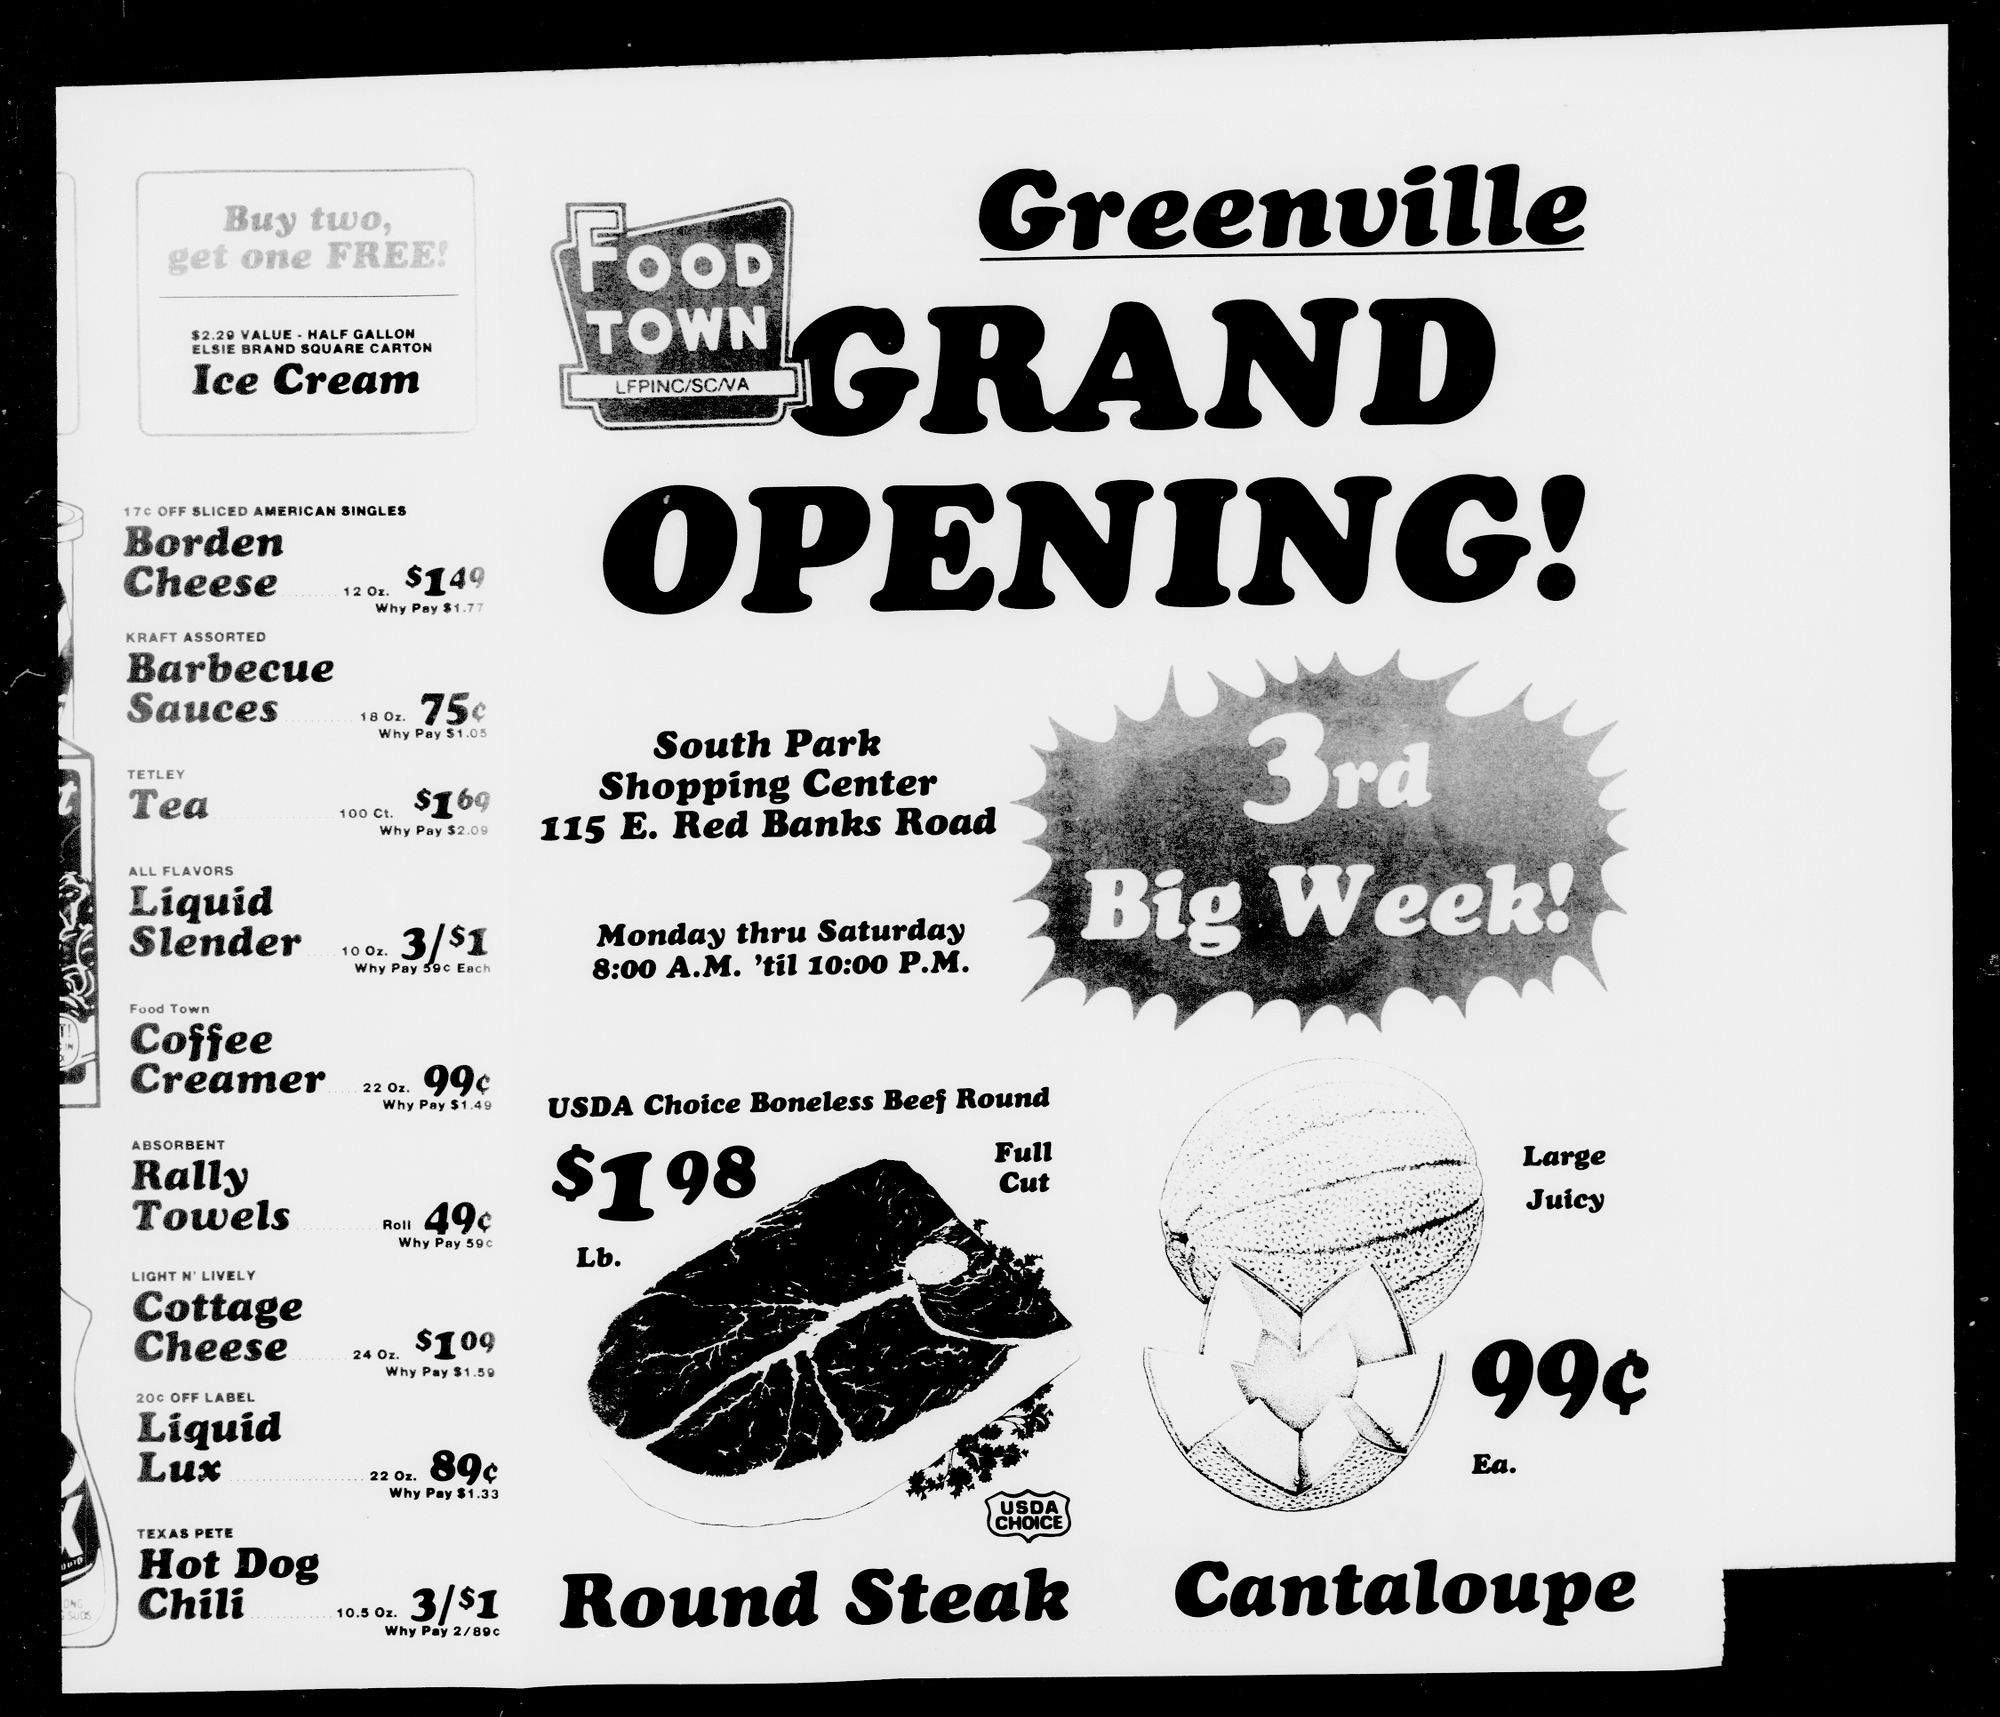 Buy two,
get one FREE!
$2.29 VALUE - HALF GALLON
ELSIE BRAND SQUARE CARTON
Ice Cream
17¢ OFF SLICED AMERICAN SINGLES
Borden
Cheese 12 Oz. $1 49
Why Pay $1.77
KRAFT ASSORTED
Barbecue
Sauces 18 Oz. 75¢
Why Pay $1.05
TETLEY
Tea 100 Ct. $1 69
Why Pay $2.09
ALL FLAVORS
Liquid
Slender 10 Oz. 3/$1
Why Pay 59¢ Each
Food Town
Coffee
Creamer 22 Oz. 99¢
Why Pay $1.49
ABSORBENT
Rally
Towels Roll 49¢
Why Pay 59¢
LIGHT N' LIVELY
Cottage
Cheese 24 Oz. $1 09
Why Pay $1.59
20¢ OFF LABEL
Liquid
Lux 22 Oz. 89¢
Why Pay $1.33
TEXAS PETE
Hot Dog
Chili 10.5 Oz. 3/$1
Why Pay 2/89¢
FOOD
TOWN
LFPINC/SC/VA
Greenville
GRAND
OPENING!
South Park
Shopping Center
115 E. Red Banks Road
Monday thru Saturday
8:00 A.M. 'til 10:00 P.M.
3rd
Big Week!
USDA Choice Boneless Beef Round
$1 98
Lb.
Full
Cut
USDA
CHOICE
Round Steak
Large
Juicy
99¢
Ea.
Cantaloupe